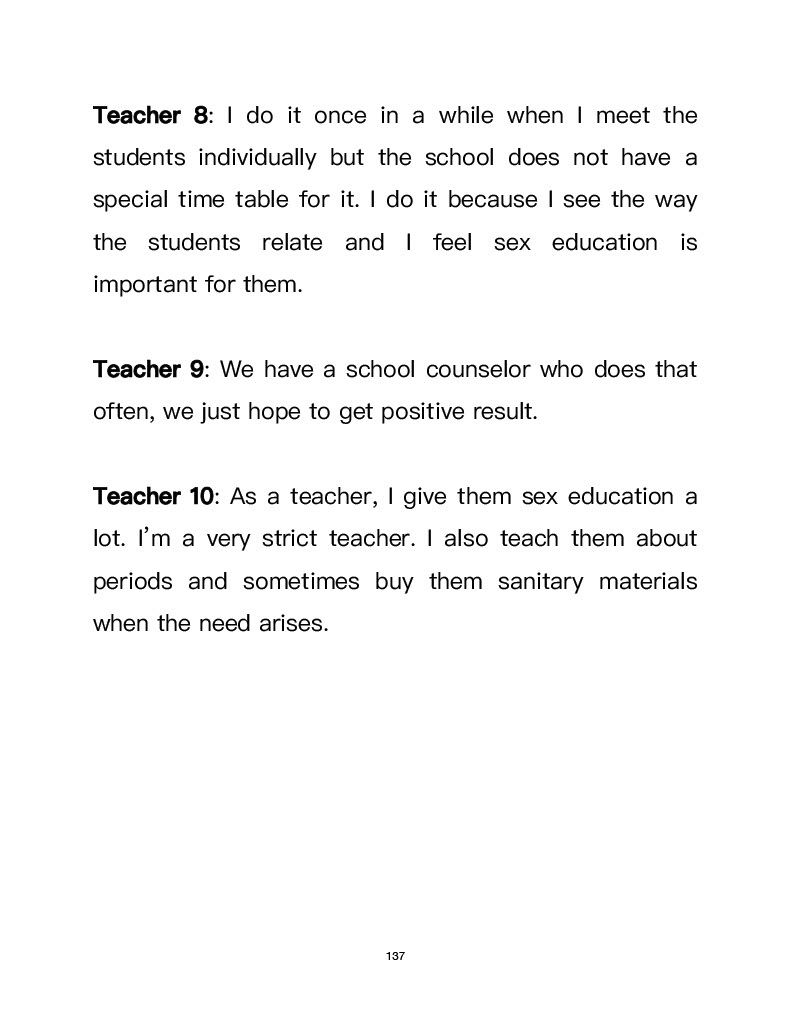 Teacher 8: I do it once in a while when I meet the
students individually but the school does not have a
special time table for it. I do it because I see the way
the students relate and I feel sex education is
important for them.
Teacher 9: We have a school counselor who does that
often, we just hope to get positive result.
Teacher 10: As a teacher, I give them sex education a
lot. I’m a very strict teacher. I also teach them about
periods and sometimes buy them sanitary materials
when the need arises.
137